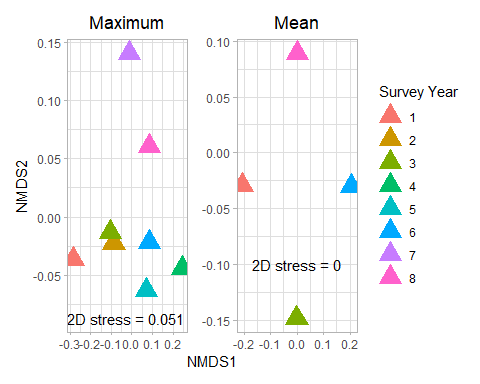 Maximum
Mean
0.15
0.10
0.05
0.00
-0.05
0.10
0.05
0.00
-0.05
-0.10
-0.15
NMDS2
2D stress = 0.051
2D stress = 0
-0.3 -0.2 -0.1 0.0 0.1 0.2
-0.2 -0.1 0.0 0.1 0.2
NMDS1
Survey Year
1
2
3
4
5
6
7
8